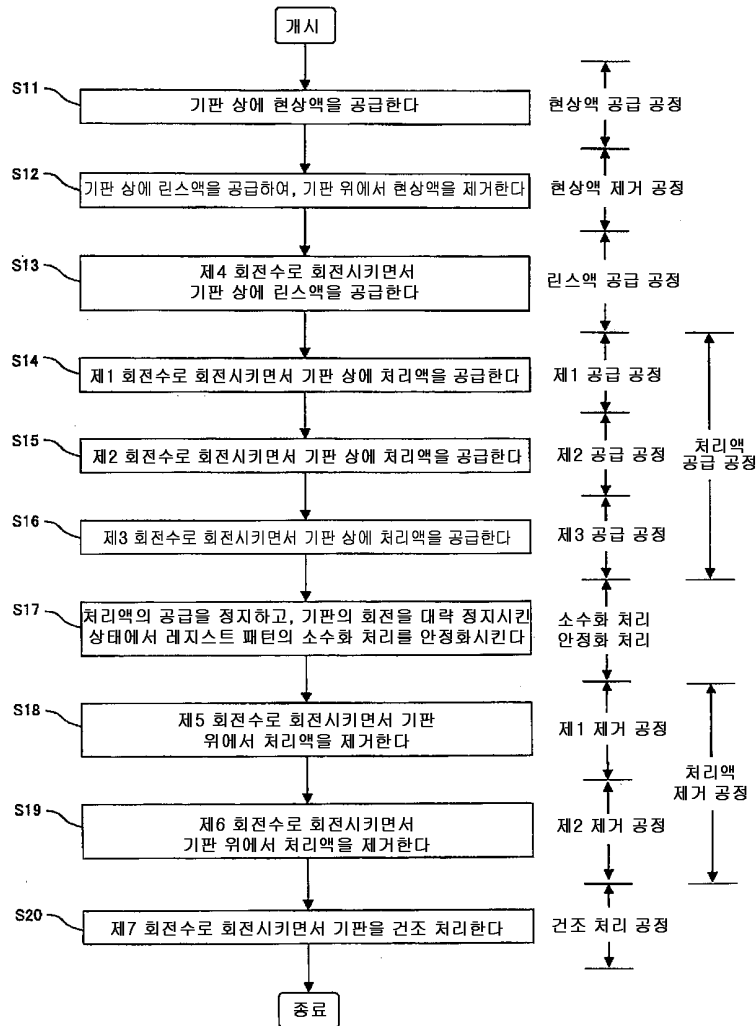 개시
S11
기판 상에 현상액을 공급한다
현상액 공급 공정
S12
기판 상에 린스액을 공급하여, 기판 위에서 현상액을 제거한다
현상액 제거 공정
S13
제4 회전수로 회전시키면서
기판 상에 린스액을 공급한다
린스액 공급 공정
S14
제1 회전수로 회전시키면서 기판 상에 처리액을 공급한다
제1 공급 공정
S15
제2 회전수로 회전시키면서 기판 상에 처리액을 공급한다
제2 공급 공정
처리액
공급 공정
S16
제3 회전수로 회전시키면서 기판 상에 처리액을 공급한다
제3 공급 공정
S17
처리액의 공급을 정지하고, 기판의 회전을 대략 정지시킨
상태에서 레지스트 패턴의 소수화 처리를 안정화시킨다
소수화 처리
안정화 처리
S18
제5 회전수로 회전시키면서 기판
위에서 처리액을 제거한다
제1 제거 공정
처리액
제거 공정
S19
제6 회전수로 회전시키면서
기판 위에서 처리액을 제거한다
제2 제거 공정
S20
제7 회전수로 회전시키면서 기판을 건조 처리한다
건조 처리 공정
종료